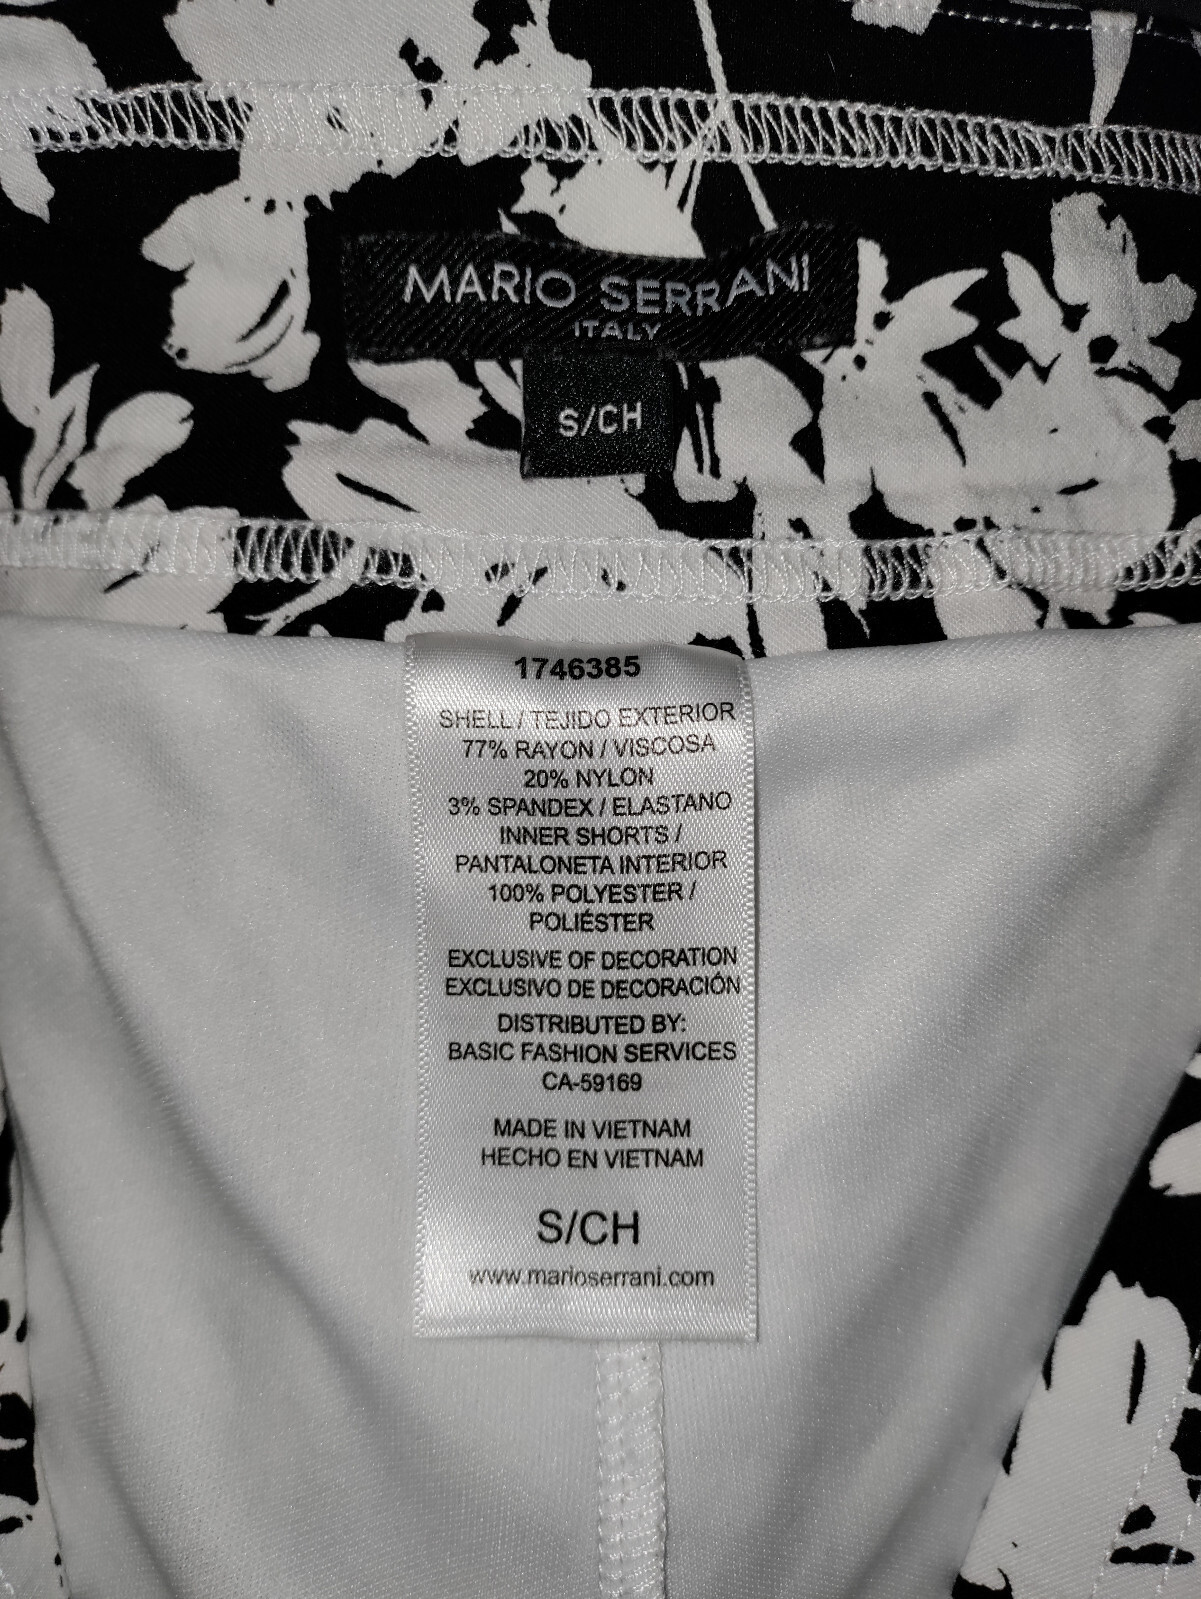 MARIO SERRANI
ITALY
S/CH
1746385
SHELL / TEJIDO EXTERIOR
77% RAYON / VISCOSA
20% NYLON
3% SPANDEX / ELASTANO
INNER SHORTS /
PANTALONETA INTERIOR
100% POLYESTER /
POLIÉSTER
EXCLUSIVE OF DECORATION
EXCLUSIVO DE DECORACIÓN
DISTRIBUTED BY:
BASIC FASHION SERVICES
CA-59169
MADE IN VIETNAM
HECHO EN VIETNAM
S/CH
www.marioserrani.com